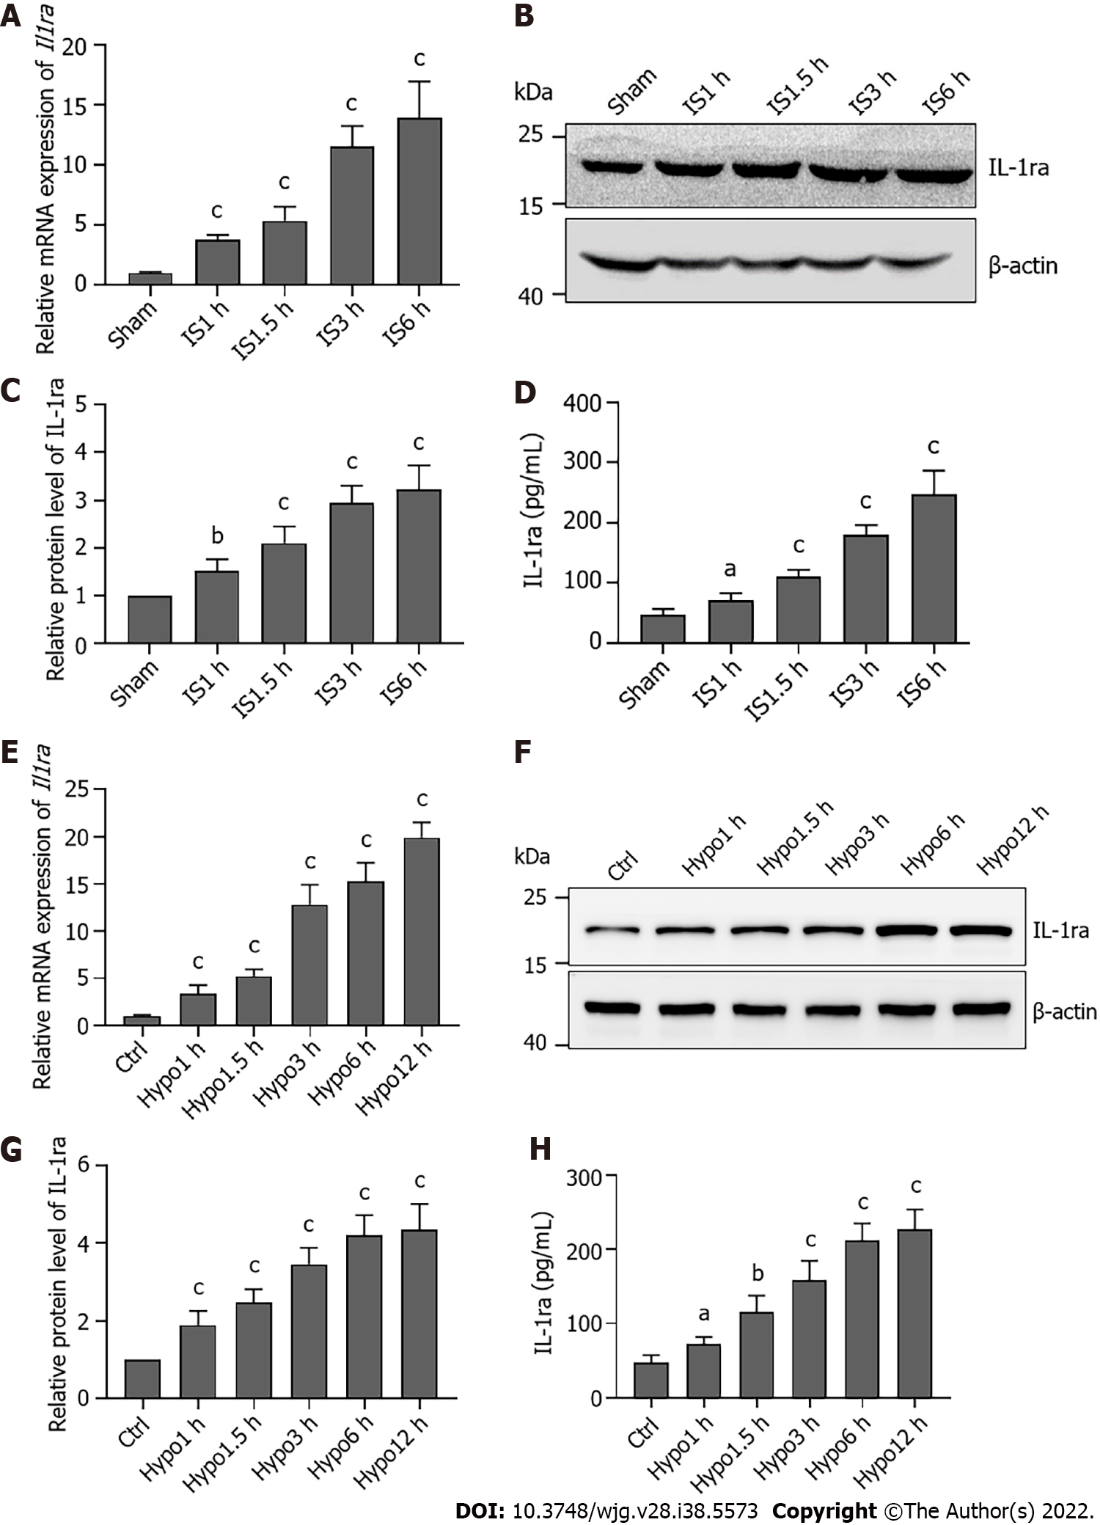 A
Relative mRNA expression of Il1ra
20
15
10
5
0
c
c
c
c
Sham
IS1 h
IS1.5 h
IS3 h
IS6 h
B
kDa
Sham
IS1 h
IS1.5 h
IS3 h
IS6 h
25
15
IL-1ra
40
β-actin
C
Relative protein level of IL-1ra
5
4
3
2
1
0
b
c
c
c
Sham
IS1 h
IS1.5 h
IS3 h
IS6 h
D
IL-1ra (pg/mL)
400
300
200
100
0
a
c
c
c
Sham
IS1 h
IS1.5 h
IS3 h
IS6 h
E
Relative mRNA expression of Il1ra
25
20
15
10
5
0
c
c
c
c
c
Ctrl
Hypo1 h
Hypo1.5 h
Hypo3 h
Hypo6 h
Hypo12 h
F
kDa
Ctrl
Hypo1 h
Hypo1.5 h
Hypo3 h
Hypo6 h
Hypo12 h
25
15
IL-1ra
40
β-actin
G
Relative protein level of IL-1ra
6
4
2
0
c
c
c
c
c
Ctrl
Hypo1 h
Hypo1.5 h
Hypo3 h
Hypo6 h
Hypo12 h
H
IL-1ra (pg/mL)
300
200
100
0
a
b
c
c
c
Ctrl
Hypo1 h
Hypo1.5 h
Hypo3 h
Hypo6 h
Hypo12 h
DOI: 10.3748/wjg.v28.i38.5573 Copyright ©The Author(s) 2022.